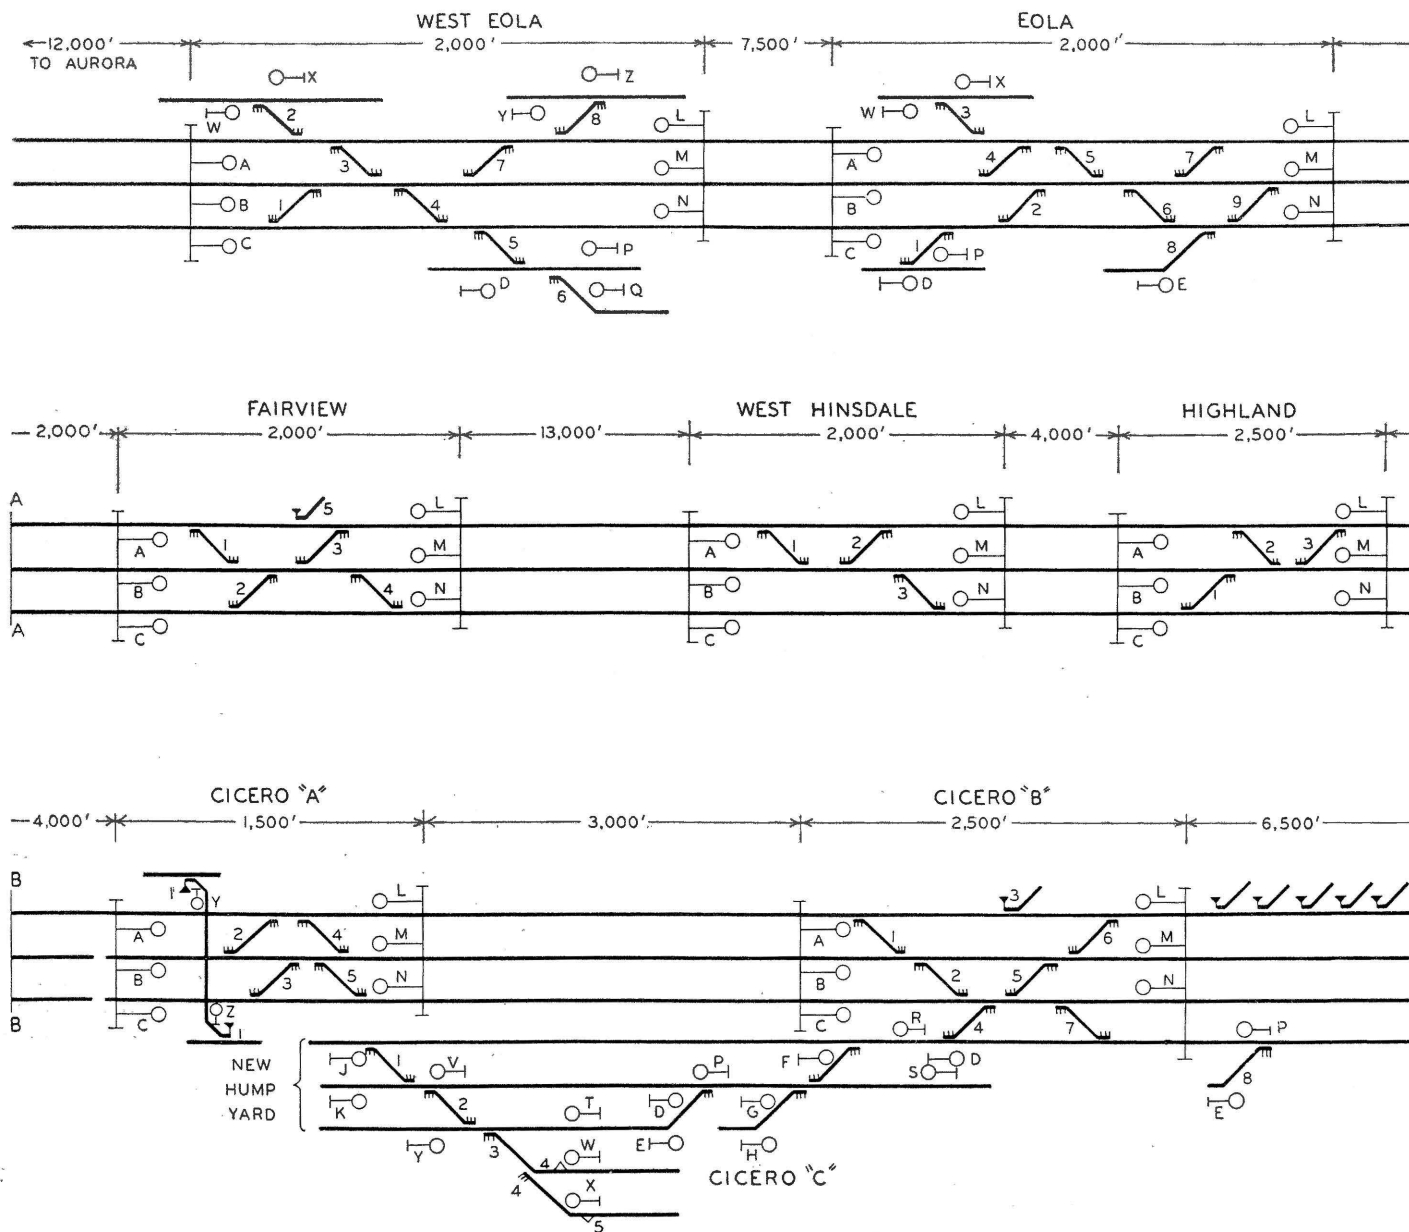 WEST EOLA EOLA
12,000' 2,000' 7,500' 2,000'
TO AURORA
X Z X
W 2 Y 8 L W 3 L
A 3 7 M A 4 5 7 M
B 1 4 N B 2 6 9 N
C 5 P C 1 P 8
D 6 Q D E
FAIRVIEW WEST HINSDALE HIGHLAND
2,000' 2,000' 13,000' 2,000' 4,000' 2,500'
A 5 L L L
A 1 3 M A 1 2 M A 2 3 M
B 2 4 N B 3 N B 1 N
A C C C
CICERO "A" CICERO "B"
4,000' 1,500' 3,000' 2,500' 6,500'
B 1 Y L 3 L
A 2 4 M A 1 6 M
B 3 5 N B 2 5 N
B C Z C R 4 7 P
1
NEW J 1 V P F S D 8
HUMP
YARD K 2 T D G E
Y 3 W E H
4 CICERO "C"
4 X
5